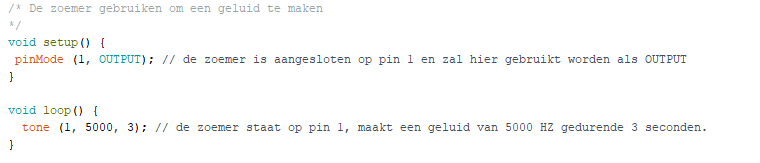 /* De zoemer gebruiken om een geluid te maken
*/
void setup() {
 pinMode (1, OUTPUT); // de zoemer is aangesloten op pin 1 en zal hier gebruikt worden als OUTPUT
}

void loop() {
  tone (1, 5000, 3); // de zoemer staat op pin 1, maakt een geluid van 5000 HZ gedurende 3 seconden.
}